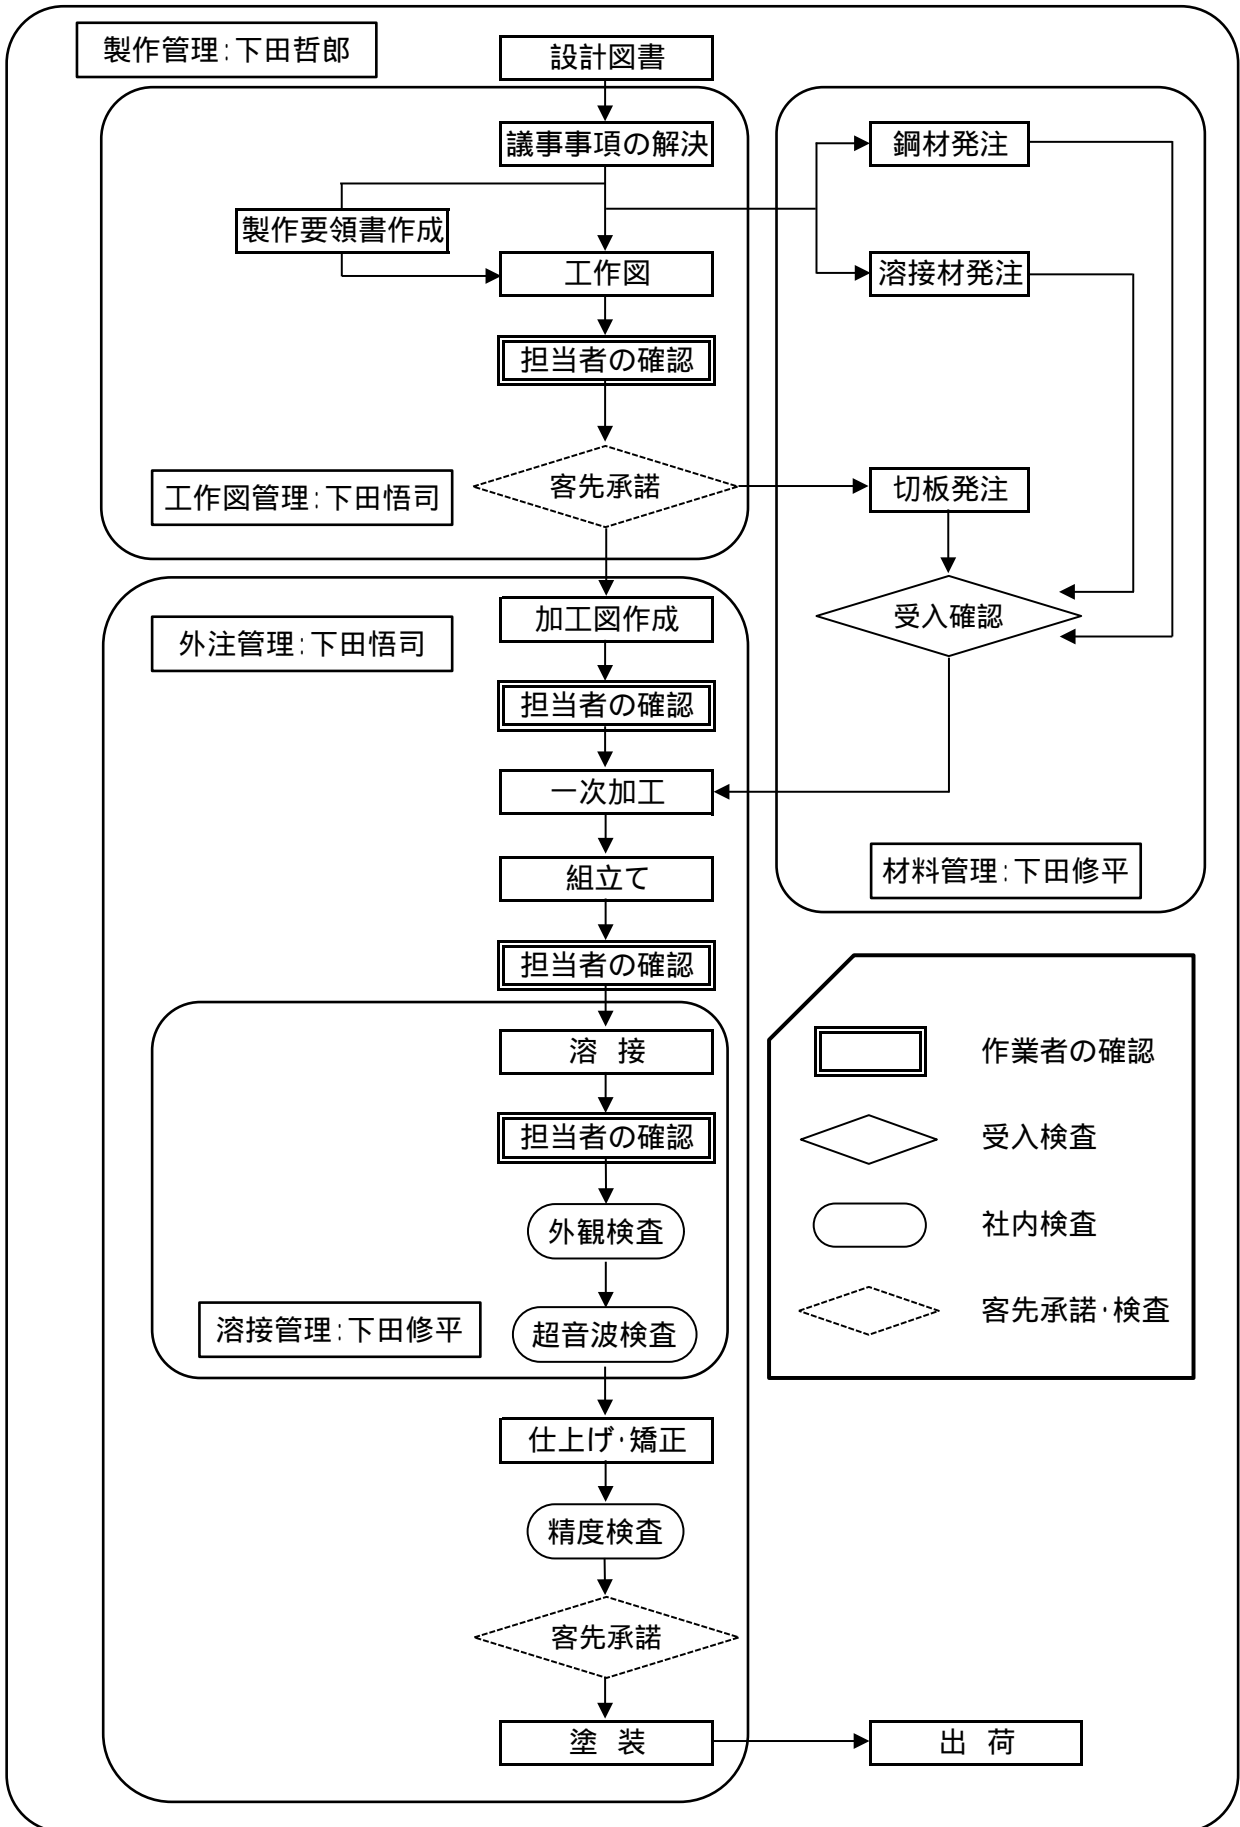 製作管理:下田哲郎
設計図書
議事事項の解決
鋼材発注
製作要領書作成
工作図
溶接材発注
担当者の確認
工作図管理:下田悟司
客先承諾
切板発注
加工図作成
受入確認
外注管理:下田悟司
担当者の確認
一次加工
組立て
材料管理:下田修平
担当者の確認
溶 接
作業者の確認
担当者の確認
受入検査
外観検査
社内検査
溶接管理:下田修平
超音波検査
客先承諾・検査
仕上げ・矯正
精度検査
客先承諾
塗 装
出 荷